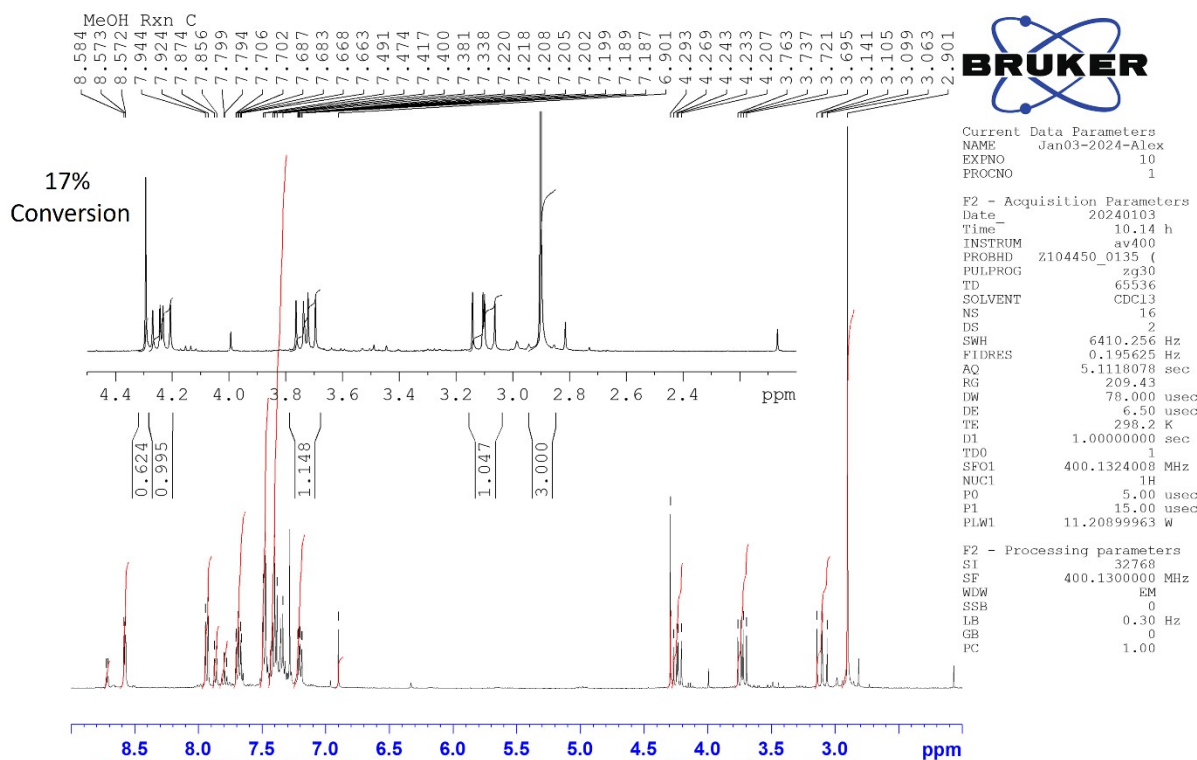 MeOH Rxn C
8.584
8.573
8.572
7.944
7.924
7.874
7.856
7.799
7.794
7.706
7.702
7.687
7.683
7.668
7.663
7.491
7.474
7.417
7.400
7.381
7.338
7.220
7.218
7.208
7.205
7.202
7.199
7.189
7.187
6.901
4.293
4.269
4.243
4.233
4.207
3.763
3.737
3.721
3.695
3.141
3.105
3.099
3.063
2.901
BRUKER
17%
Conversion
4.4 4.2 4.0 3.8 3.6 3.4 3.2 3.0 2.8 2.6 2.4 ppm
0.624
0.995
1.148
1.047
3.000
8.5 8.0 7.5 7.0 6.5 6.0 5.5 5.0 4.5 4.0 3.5 3.0 ppm
Current Data Parameters
NAME Jan03-2024-Alex
EXPNO 10
PROCNO 1
F2 - Acquisition Parameters
Date_ 20240103
Time 10.14 h
INSTRUM av400
PROBHD Z104450_0135 (
PULPROG zg30
TD 65536
SOLVENT CDCl3
NS 16
DS 2
SWH 6410.256 Hz
FIDRES 0.195625 Hz
AQ 5.1118078 sec
RG 209.43
DW 78.000 usec
DE 6.50 usec
TE 298.2 K
D1 1.00000000 sec
TD0 1
SFO1 400.1324008 MHz
NUC1 1H
P0 5.00 usec
P1 15.00 usec
PLW1 11.20899963 W
F2 - Processing parameters
SI 32768
SF 400.1300000 MHz
WDW EM
SSB 0
LB 0.30 Hz
GB 0
PC 1.00